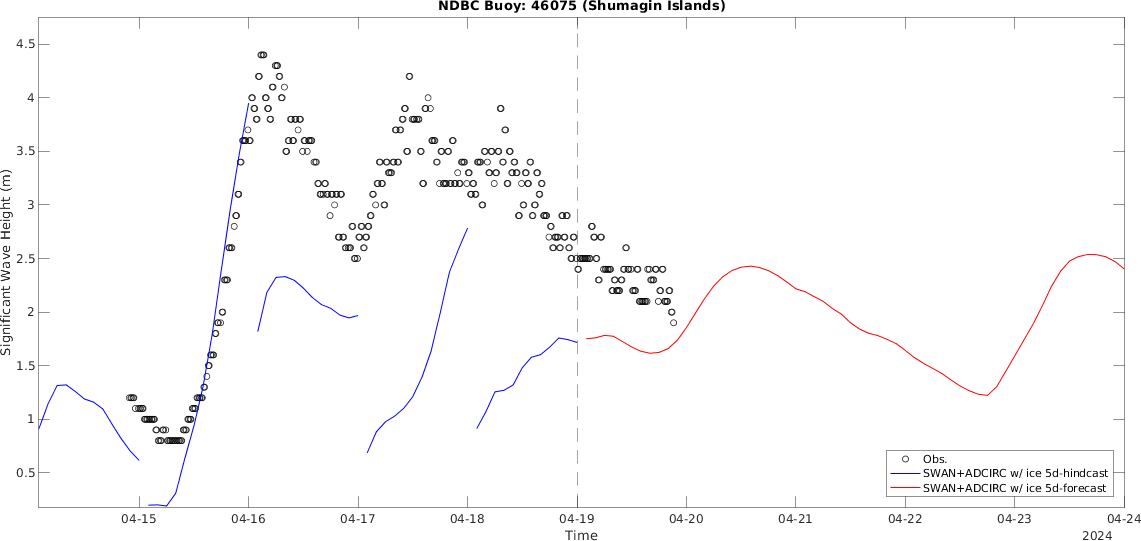 NDBC Buoy: 46075 (Shumagin Islands)
4.5
4
3.5
3
2.5
2
1.5
1
0.5
Significant Wave Height (m)
Obs.
SWAN+ADCIRC w/ ice 5d-hindcast
SWAN+ADCIRC w/ ice 5d-forecast
04-15 04-16 04-17 04-18 04-19 04-20 04-21 04-22 04-23 04-24
Time
2024